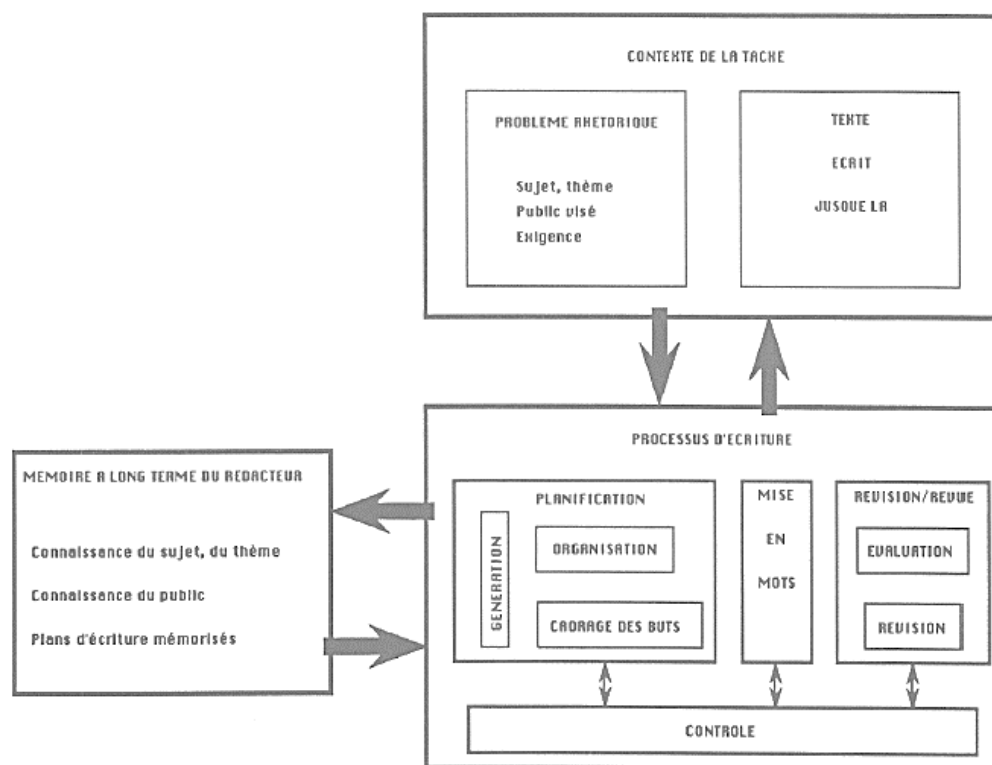 CONTEXTE DE LA TACHE
PROBLEME RHETORIQUE
Sujet, thème
Public visé
Exigence
TEXTE
ECRIT
JUSQUE LA
MEMOIRE A LONG TERME DU REDACTEUR
Connaissance du sujet, du thème
Connaissance du public
Plans d'écriture mémorisés
PROCESSUS D'ECRITURE
PLANIFICATION
GENERATION
ORGANISATION
CADRAGE DES BUTS
MISE
EN
MOTS
REVISION/REVUE
EVALUATION
REVISION
CONTROLE